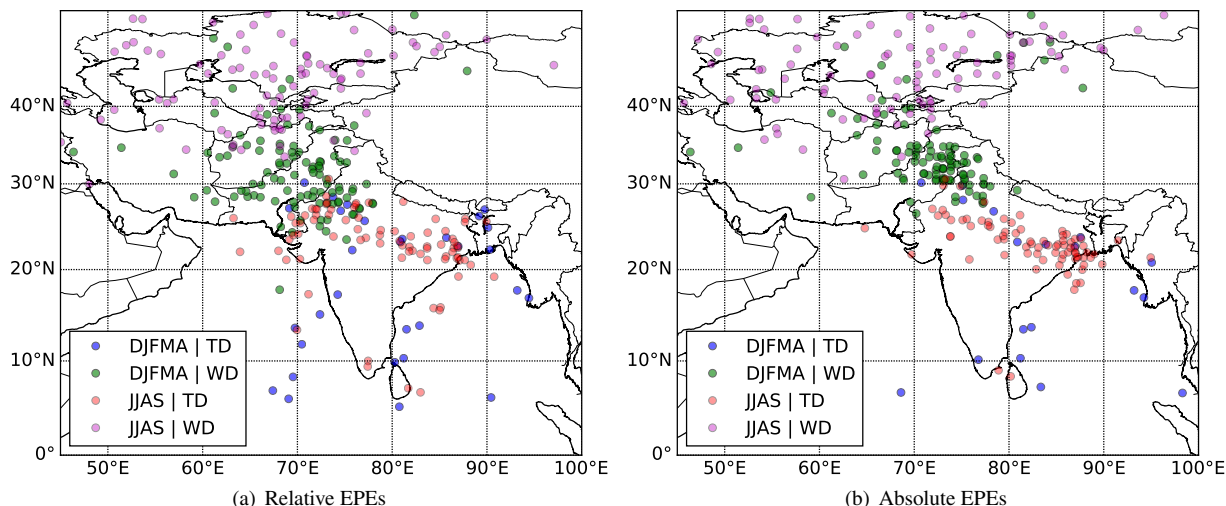 40°N
30°N
20°N
10°N
0°
50°E 60°E 70°E 80°E 90°E 100°E
DJFMA | TD
DJFMA | WD
JJAS | TD
JJAS | WD
(a) Relative EPEs
40°N
30°N
20°N
10°N
0°
50°E 60°E 70°E 80°E 90°E 100°E
DJFMA | TD
DJFMA | WD
JJAS | TD
JJAS | WD
(b) Absolute EPEs